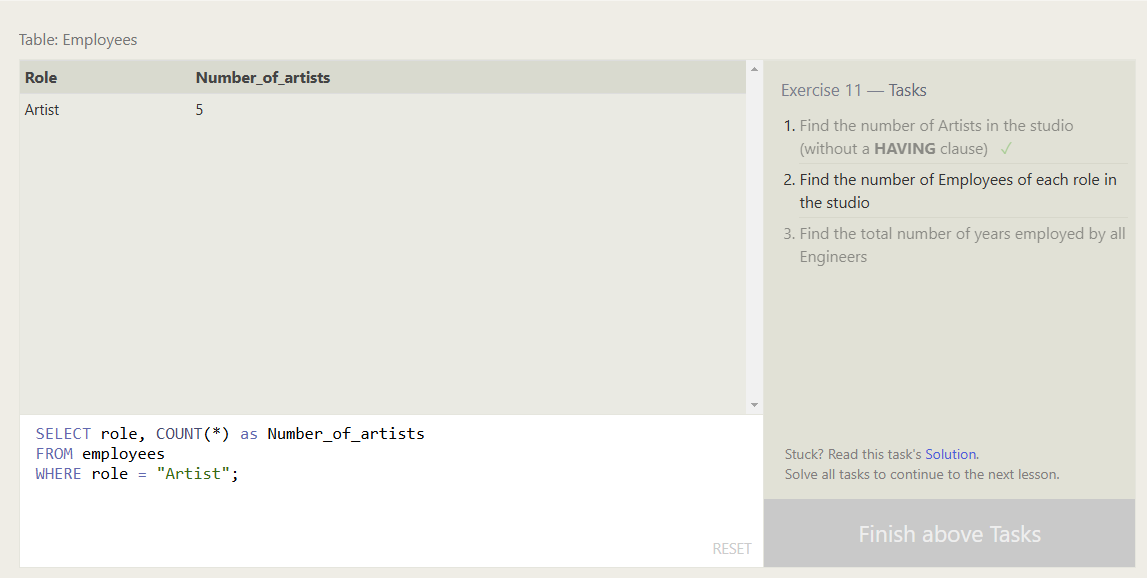 Table: Employees
Role Number_of_artists
Artist 5
SELECT role, COUNT(*) as Number_of_artists
FROM employees
WHERE role = "Artist";
RESET
Exercise 11 — Tasks
1. Find the number of Artists in the studio
(without a HAVING clause) ✓
2. Find the number of Employees of each role in
the studio
3. Find the total number of years employed by all
Engineers
Stuck? Read this task's Solution.
Solve all tasks to continue to the next lesson.
Finish above Tasks